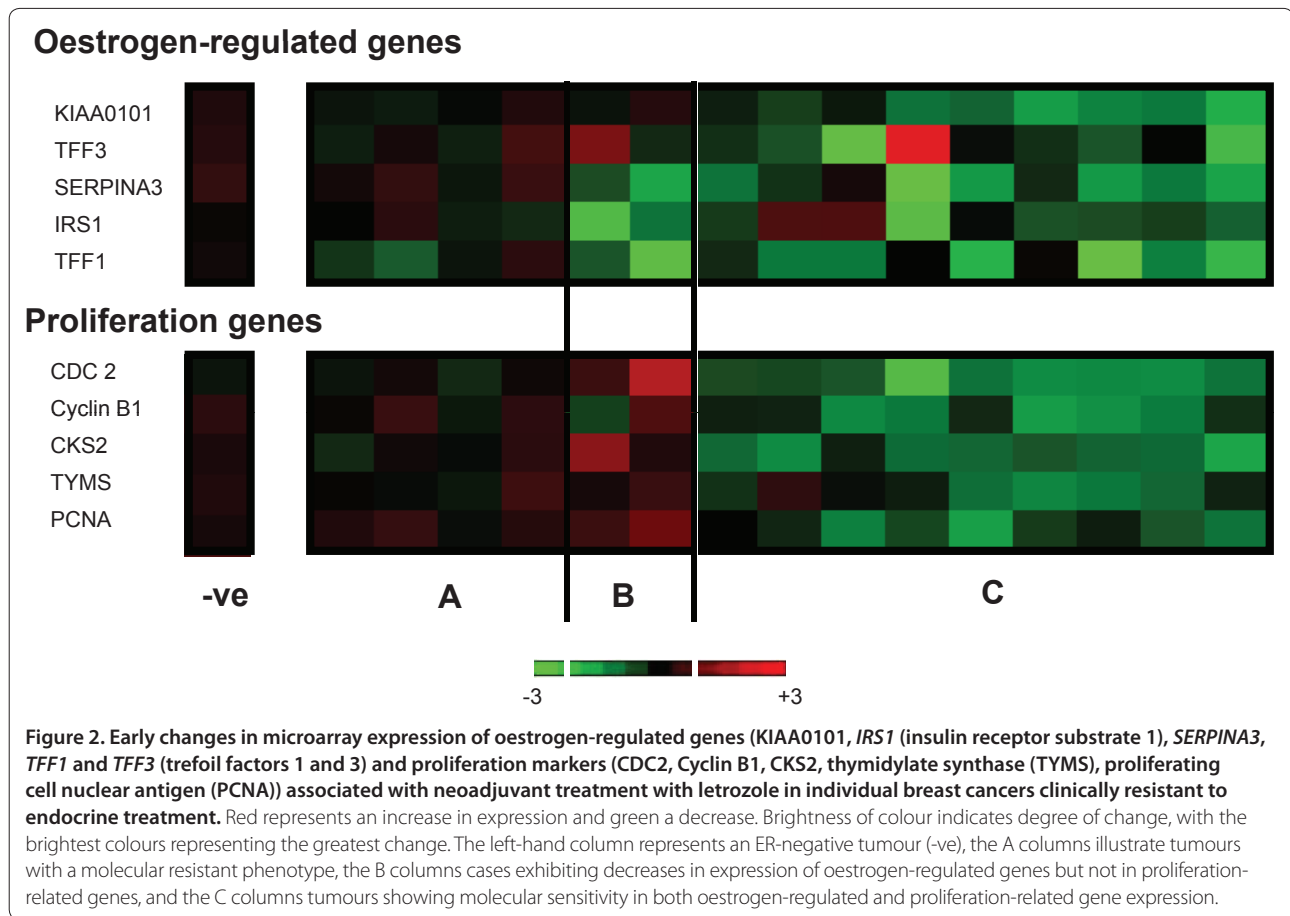 Oestrogen-regulated genes
KIAA0101
TFF3
SERPINA3
IRS1
TFF1
Proliferation genes
CDC 2
Cyclin B1
CKS2
TYMS
PCNA
-ve A B C
-3 +3
Figure 2. Early changes in microarray expression of oestrogen-regulated genes (KIAA0101, IRS1 (insulin receptor substrate 1), SERPINA3,
TFF1 and TFF3 (trefoil factors 1 and 3) and proliferation markers (CDC2, Cyclin B1, CKS2, thymidylate synthase (TYMS), proliferating
cell nuclear antigen (PCNA)) associated with neoadjuvant treatment with letrozole in individual breast cancers clinically resistant to
endocrine treatment. Red represents an increase in expression and green a decrease. Brightness of colour indicates degree of change, with the
brightest colours representing the greatest change. The left-hand column represents an ER-negative tumour (-ve), the A columns illustrate tumours
with a molecular resistant phenotype, the B columns cases exhibiting decreases in expression of oestrogen-regulated genes but not in proliferation-
related genes, and the C columns tumours showing molecular sensitivity in both oestrogen-regulated and proliferation-related gene expression.